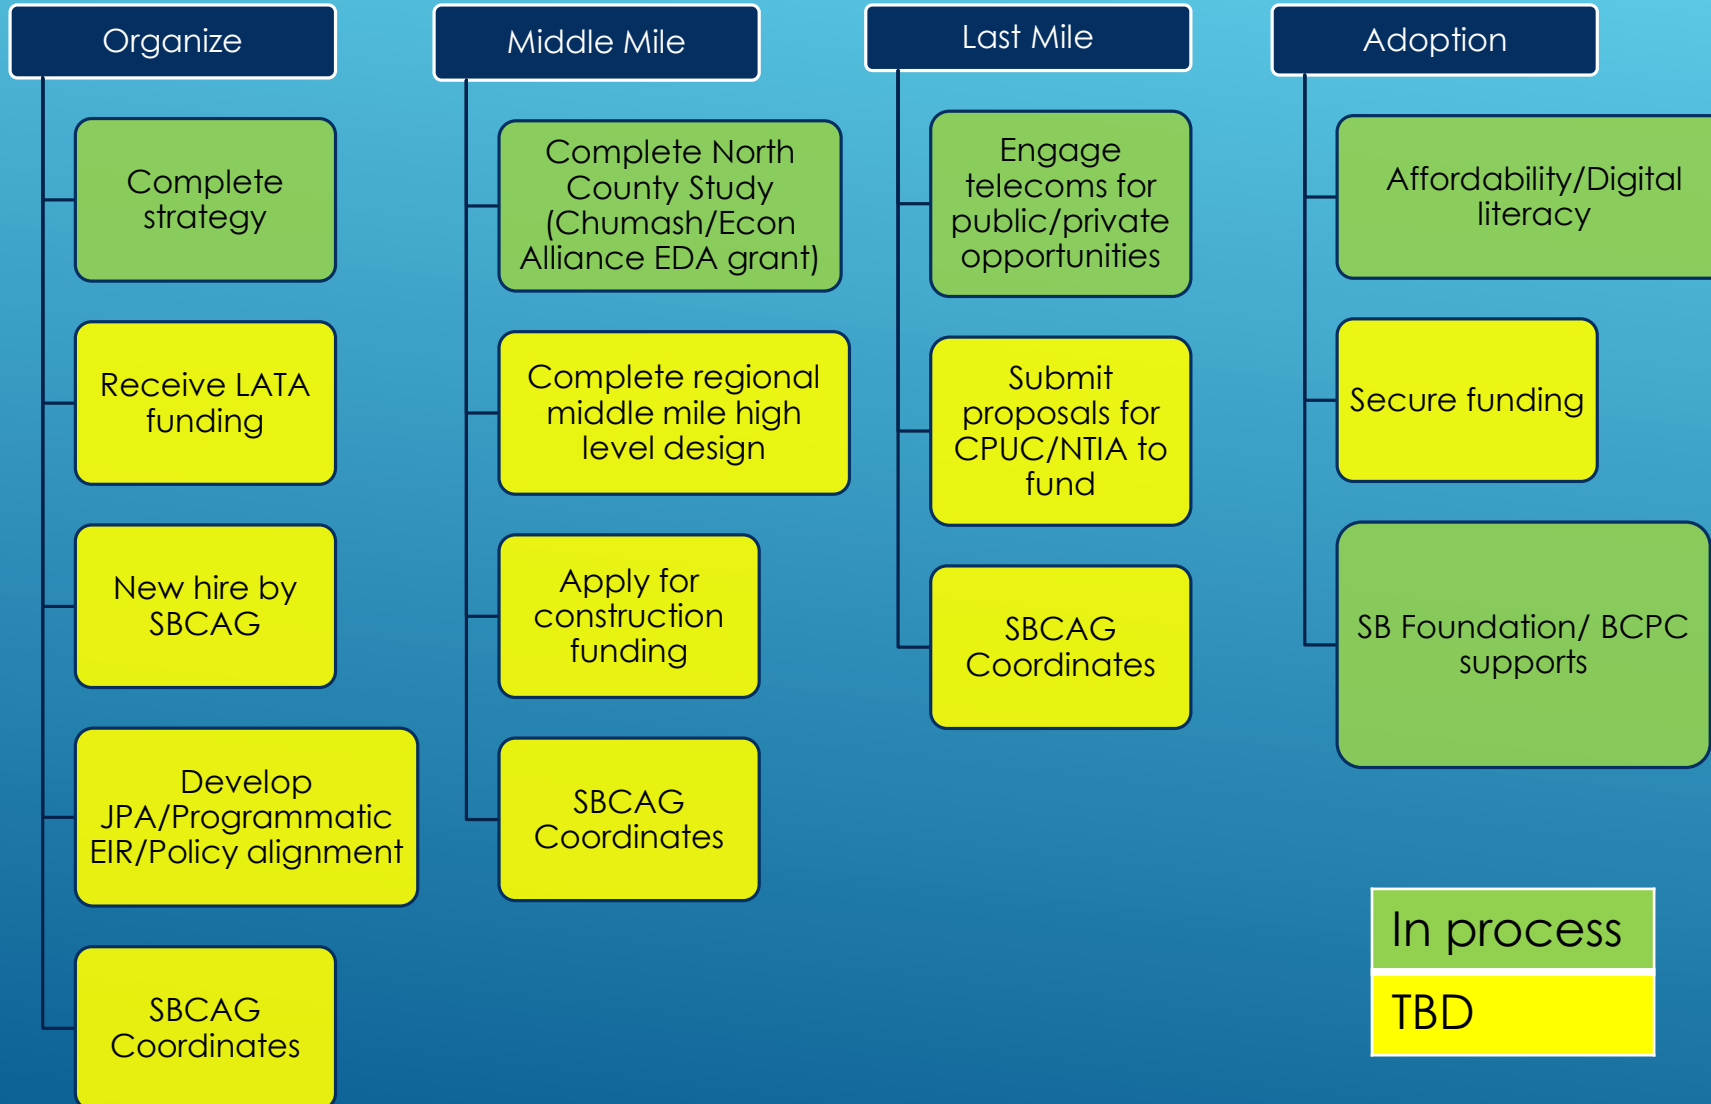 Organize
Complete
strategy
Receive LATA
funding
New hire by
SBCAG
Develop
JPA/Programmatic
EIR/Policy alignment
SBCAG
Coordinates
Middle Mile
Complete North
County Study
(Chumash/Econ
Alliance EDA grant)
Complete regional
middle mile high
level design
Apply for
construction
funding
SBCAG
Coordinates
Last Mile
Engage
telecoms for
public/private
opportunities
Submit
proposals for
CPUC/NTIA to
fund
SBCAG
Coordinates
Adoption
Affordability/Digital
literacy
Secure funding
SB Foundation/ BCPC
supports
In process
TBD